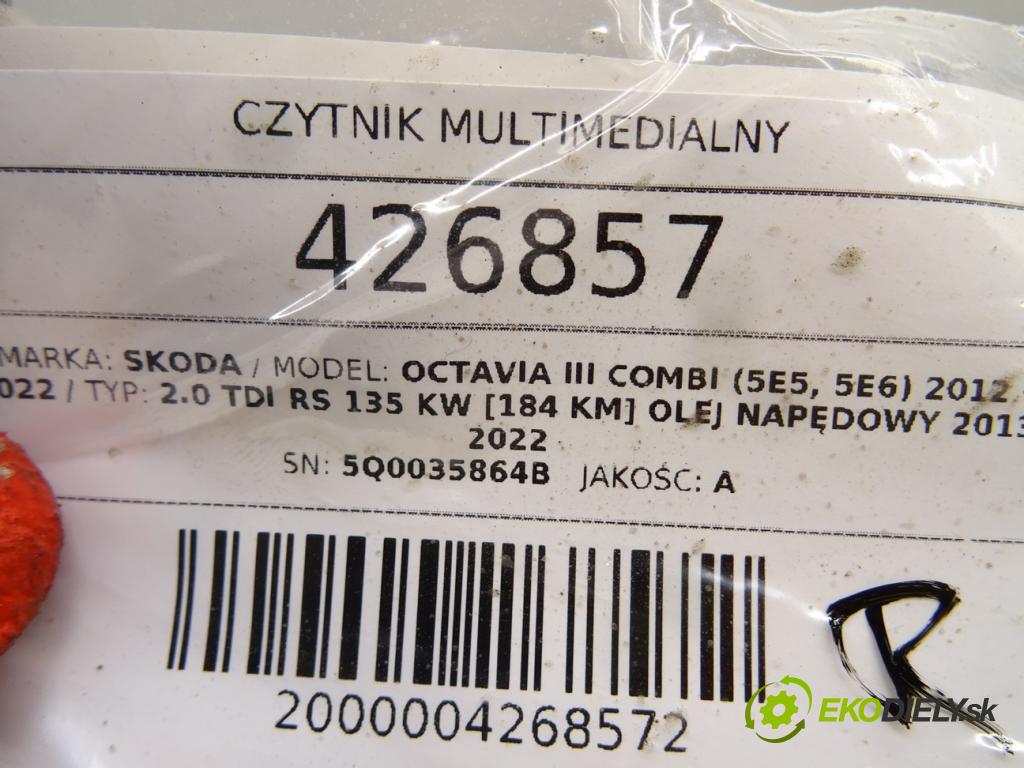 CZYTNIK MULTIMEDIALNY
426857
MARKA: SKODA / MODEL: OCTAVIA III COMBI (5E5, 5E6) 2012
022 / TYP: 2.0 TDI RS 135 KW [184 KM] OLEJ NAPĘDOWY 2013
2022
SN: 5Q0035864B JAKOŚĆ: A
2000004268572
R
EKODIELY.sk